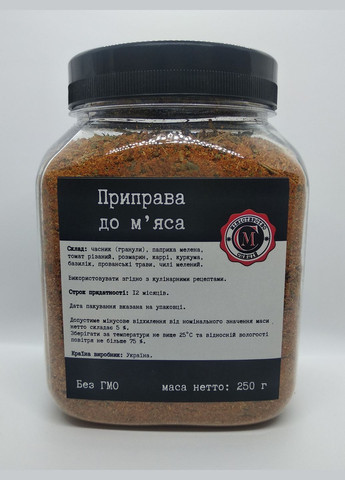 Приправа
до м’яса
Склад: часник (гранули), паприка мелена,
томат різаний, розмарин, каррі, куркума,
базилік, прованські трави, чилі мелений.
Використовувати згідно з кулінарними рецептами.
Строк придатності: 12 місяців.
Дата пакування вказана на упаковці.
Допустиме мінусове відхилення від номінального значення маси
нетто складає 5 %.
Зберігати за температури не вище 25°С та відносній вологості
повітря не більше 75 %.
Країна виробник: Україна.
Без ГМО
маса нетто: 250 г
М